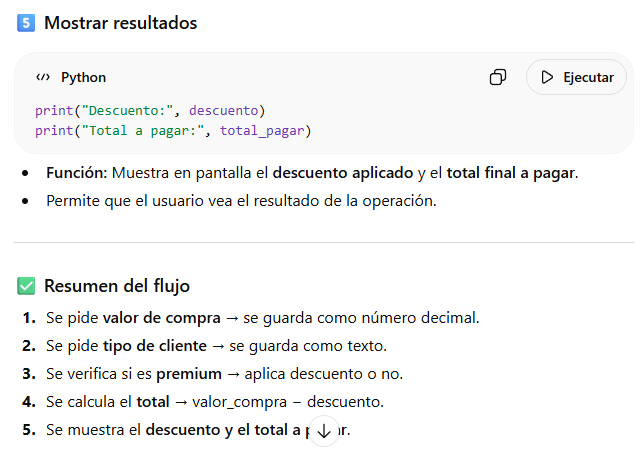 5 Mostrar resultados
</> Python Ejecutar
print("Descuento:", descuento)
print("Total a pagar:", total_pagar)
• Función: Muestra en pantalla el descuento aplicado y el total final a pagar.
• Permite que el usuario vea el resultado de la operación.
✅ Resumen del flujo
1. Se pide valor de compra → se guarda como número decimal.
2. Se pide tipo de cliente → se guarda como texto.
3. Se verifica si es premium → aplica descuento o no.
4. Se calcula el total → valor_compra − descuento.
5. Se muestra el descuento y el total a